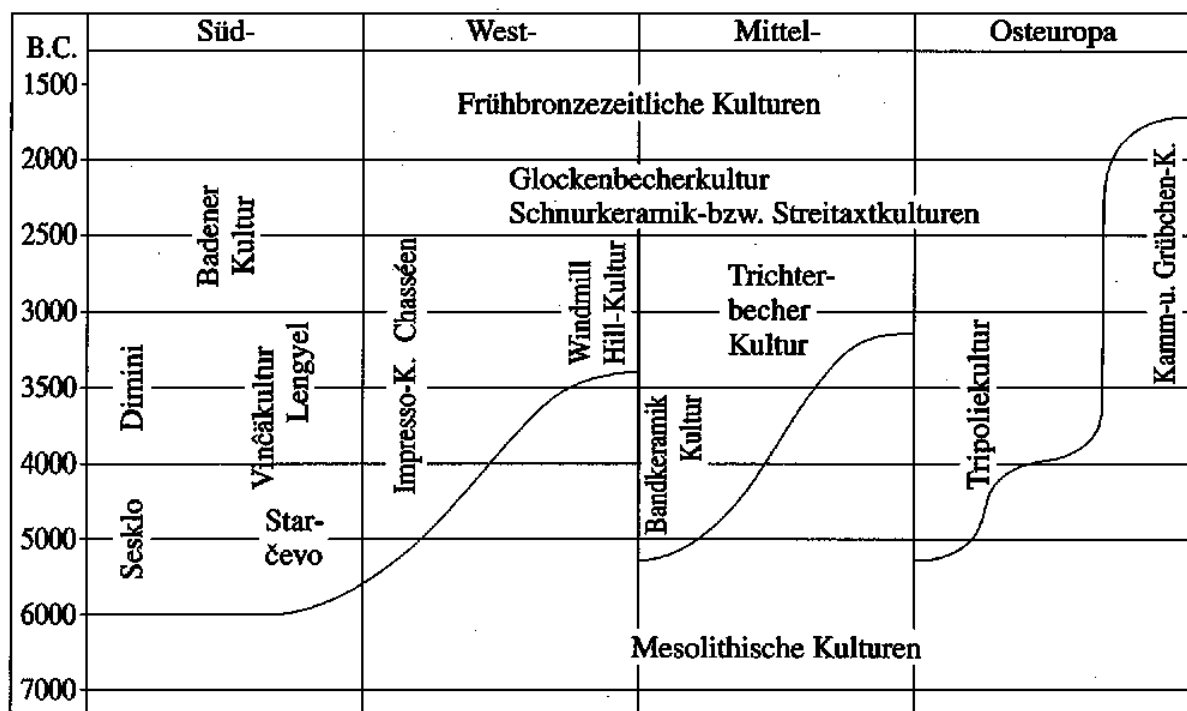 B.C.
Süd-
West-
Mittel-
Osteuropa
1500
Frühbronzezeitliche Kulturen
2000
Glockenbecherkultur
Schnurkeramik-bzw. Streitaxtkulturen
2500
Badener
Kultur
Chasséen
Windmill
Hill-Kultur
Trichter-
becher
Kultur
Kamm-u. Grübchen-K.
3000
3500
Dimini
Vinĉäkultur
Lengyel
Impresso-K.
Bandkeramik
Kultur
Tripoliekultur
4000
Sesklo
Star-
čevo
5000
6000
Mesolithische Kulturen
7000